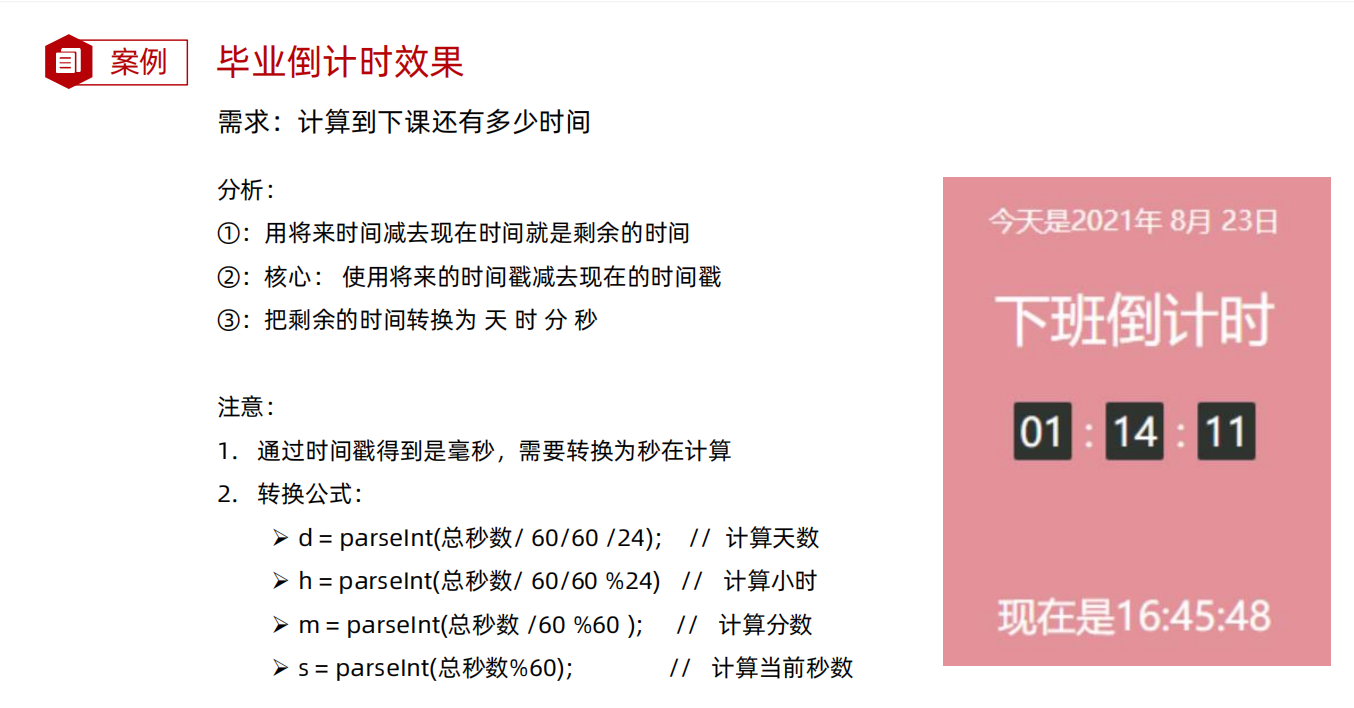 案例
毕业倒计时效果
需求：计算到下课还有多少时间
分析：
①：用将来时间减去现在时间就是剩余的时间
②：核心： 使用将来的时间戳减去现在的时间戳
③：把剩余的时间转换为 天 时 分 秒
注意：
1. 通过时间戳得到是毫秒，需要转换为秒在计算
2. 转换公式：
➢ d = parseInt(总秒数/ 60/60 /24); // 计算天数
➢ h = parseInt(总秒数/ 60/60 %24) // 计算小时
➢ m = parseInt(总秒数 /60 %60 ); // 计算分数
➢ s = parseInt(总秒数%60); // 计算当前秒数
今天是2021年 8月 23日
下班倒计时
01 : 14 : 11
现在是16:45:48